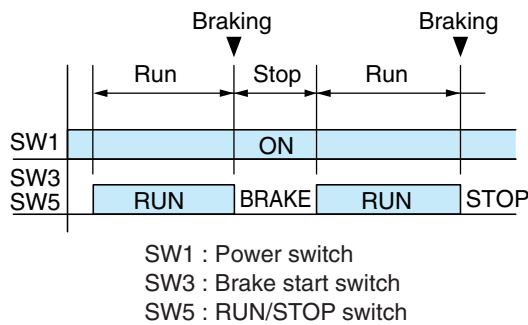 Braking Braking
Run Stop Run
SW1 ON
SW3
SW5 RUN BRAKE RUN STOP
SW1 : Power switch
SW3 : Brake start switch
SW5 : RUN/STOP switch